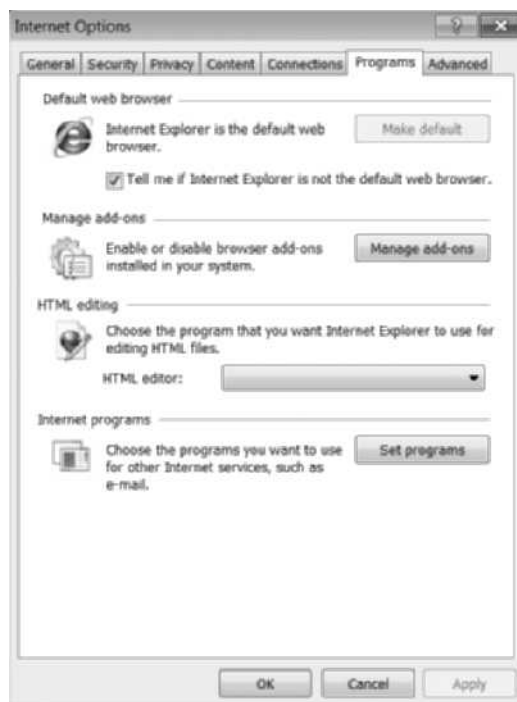 Internet Options
General Security Privacy Content Connections Programs Advanced
Default web browser
Internet Explorer is the default web
browser.
Make default
Tell me if Internet Explorer is not the default web browser.
Manage add-ons
Enable or disable browser add-ons
installed in your system.
Manage add-ons
HTML editing
Choose the program that you want Internet Explorer to use for
editing HTML files.
HTML editor:
Internet programs
Choose the programs you want to use
for other Internet services, such as
e-mail.
Set programs
OK Cancel Apply